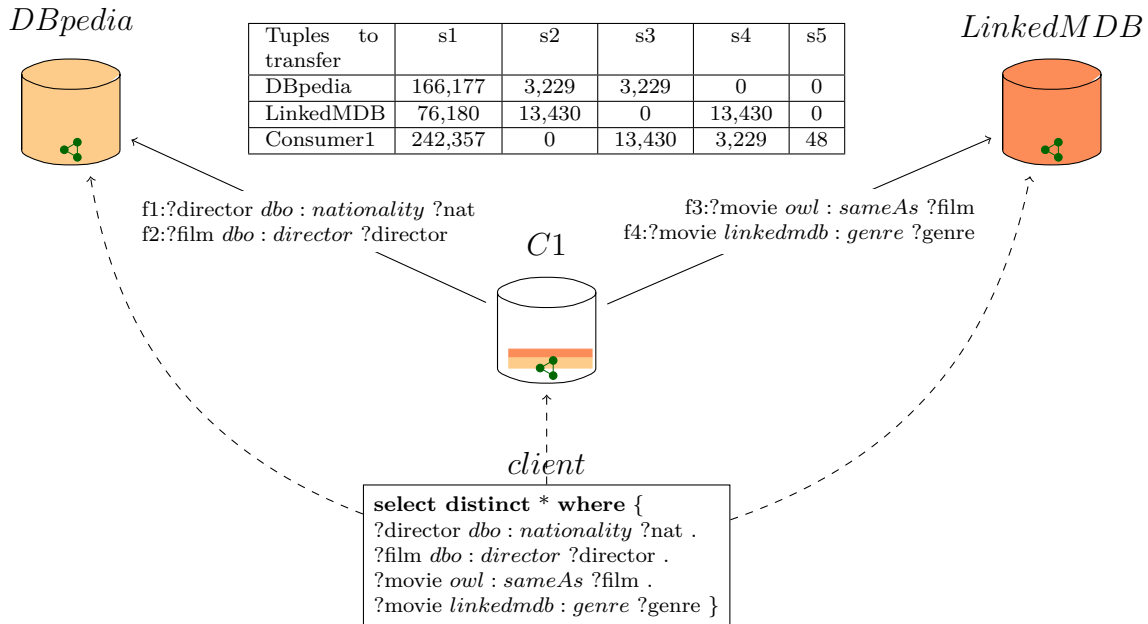 DBpedia
LinkedMDB
Tuples to transfer s1 s2 s3 s4 s5
DBpedia 166,177 3,229 3,229 0 0
LinkedMDB 76,180 13,430 0 13,430 0
Consumer1 242,357 0 13,430 3,229 48
f1:?director dbo : nationality ?nat
f2:?film dbo : director ?director
f3:?movie owl : sameAs ?film
f4:?movie linkedmdb : genre ?genre
C1
client
select distinct * where {
?director dbo : nationality ?nat .
?film dbo : director ?director .
?movie owl : sameAs ?film .
?movie linkedmdb : genre ?genre }